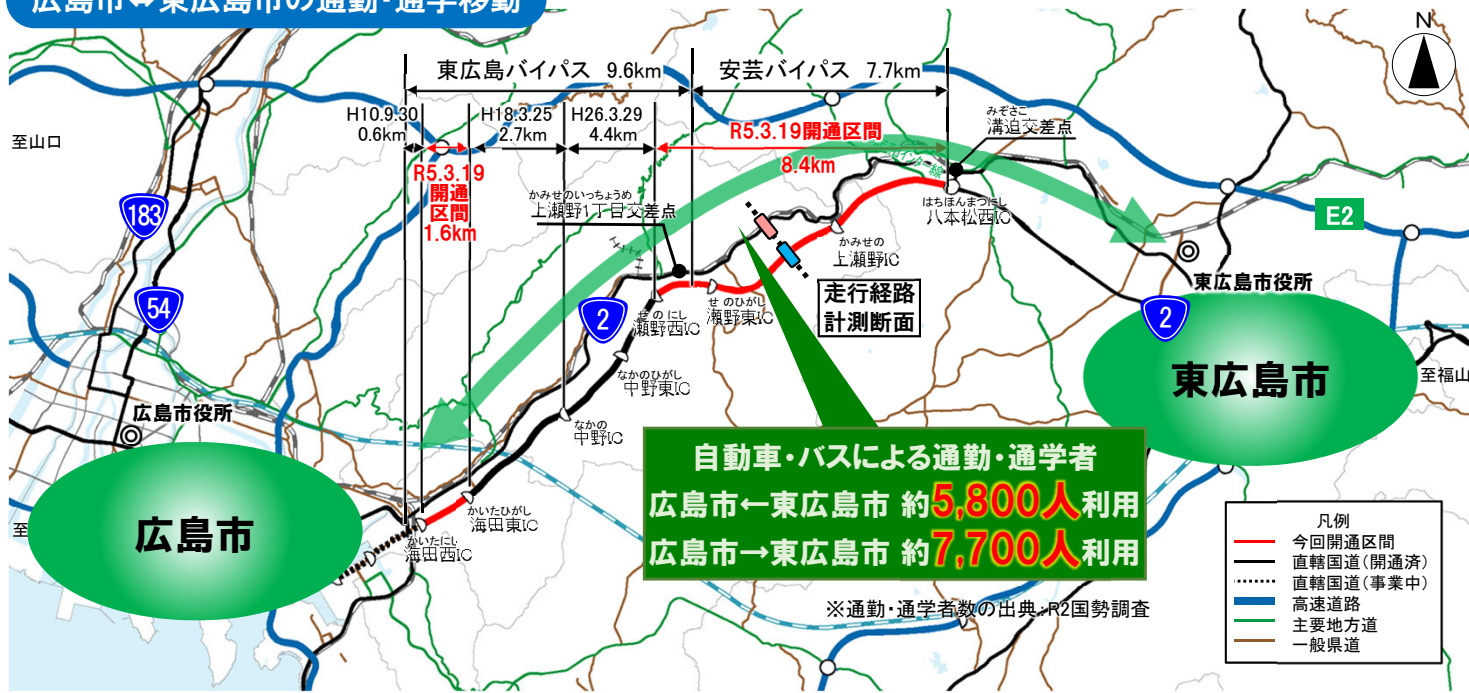 広島市⇔東広島市の通勤・通学移動
N
東広島バイパス 9.6km
安芸バイパス 7.7km
H10.9.30
0.6km
H18.3.25
2.7km
H26.3.29
4.4km
R5.3.19開通区間
8.4km
R5.3.19
開通
区間
1.6km
みぞさこ
溝迫交差点
至山口
183
54
かみせのいっちょうめ
上瀬野1丁目交差点
はちほんまつにし
八本松西IC
E2
かみせの
上瀬野IC
走行経路
計測断面
せのひがし
瀬野東IC
せのにし
瀬野西IC
2
東広島市役所
2
東広島市
至福山
なかのひがし
中野東IC
なかの
中野IC
広島市役所
広島市
至
かいたひがし
海田東IC
かいたにし
海田西IC
自動車・バスによる通勤・通学者
広島市←東広島市 約5,800人利用
広島市→東広島市 約7,700人利用
※通勤・通学者数の出典:R2国勢調査
凡例
今回開通区間
直轄国道(開通済)
直轄国道(事業中)
高速道路
主要地方道
一般県道